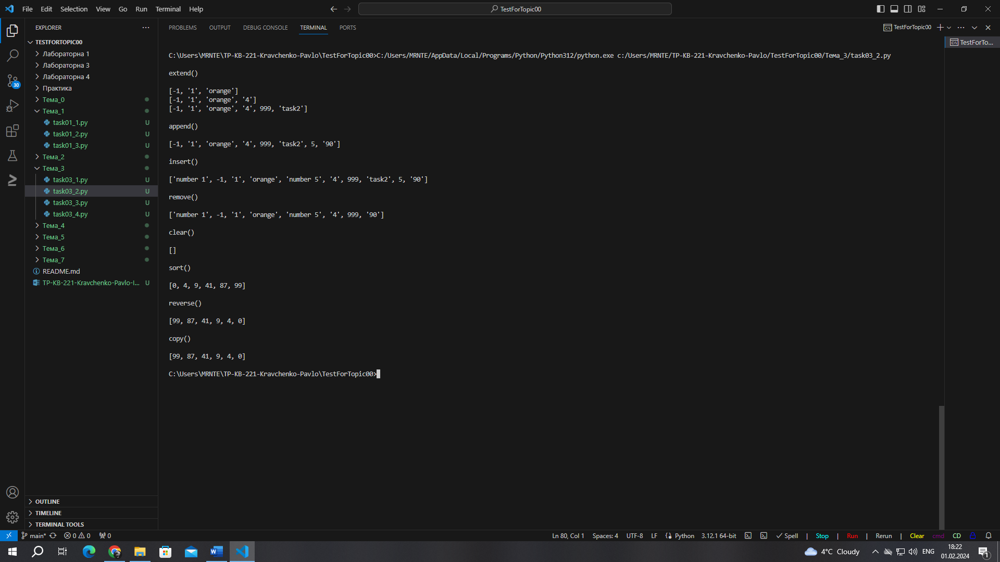 File Edit Selection View Go Run Terminal Help
TestForTopic00
EXPLORER
TESTFORTOPIC00
Лабораторна 1
Лабораторна 3
Лабораторна 4
Практика
Тема_0
Тема_1
task01_1.py U
task01_2.py U
task01_3.py U
Тема_2
Тема_3
task03_1.py U
task03_2.py U
task03_3.py U
task03_4.py U
Тема_4
Тема_5
Тема_6
Тема_7
README.md
TP-KB-221-Kravchenko-Pavlo-I... U
OUTLINE
TIMELINE
TERMINAL TOOLS
30
PROBLEMS OUTPUT DEBUG CONSOLE TERMINAL PORTS
TestForTopic00
TestForTo...
C:\Users\MRNTE\TP-KB-221-Kravchenko-Pavlo\TestForTopic00>C:/Users/MRNTE/AppData/Local/Programs/Python/Python312/python.exe c:/Users/MRNTE/TP-KB-221-Kravchenko-Pavlo/TestForTopic00/Тема_3/task03_2.py
extend()
[-1, '1', 'orange']
[-1, '1', 'orange', '4']
[-1, '1', 'orange', '4', 999, 'task2']
append()
[-1, '1', 'orange', '4', 999, 'task2', 5, '90']
insert()
['number 1', -1, '1', 'orange', 'number 5', '4', 999, 'task2', 5, '90']
remove()
['number 1', -1, '1', 'orange', 'number 5', '4', 999, '90']
clear()
[]
sort()
[0, 4, 9, 41, 87, 99]
reverse()
[99, 87, 41, 9, 4, 0]
copy()
[99, 87, 41, 9, 4, 0]
C:\Users\MRNTE\TP-KB-221-Kravchenko-Pavlo\TestForTopic00>
main* 0 0 0
Ln 80, Col 1 Spaces: 4 UTF-8 LF Python 3.12.1 64-bit Spell | Stop | Run | Rerun | Clear cmd CD
4°C Cloudy ENG
18:22
01.02.2024
1